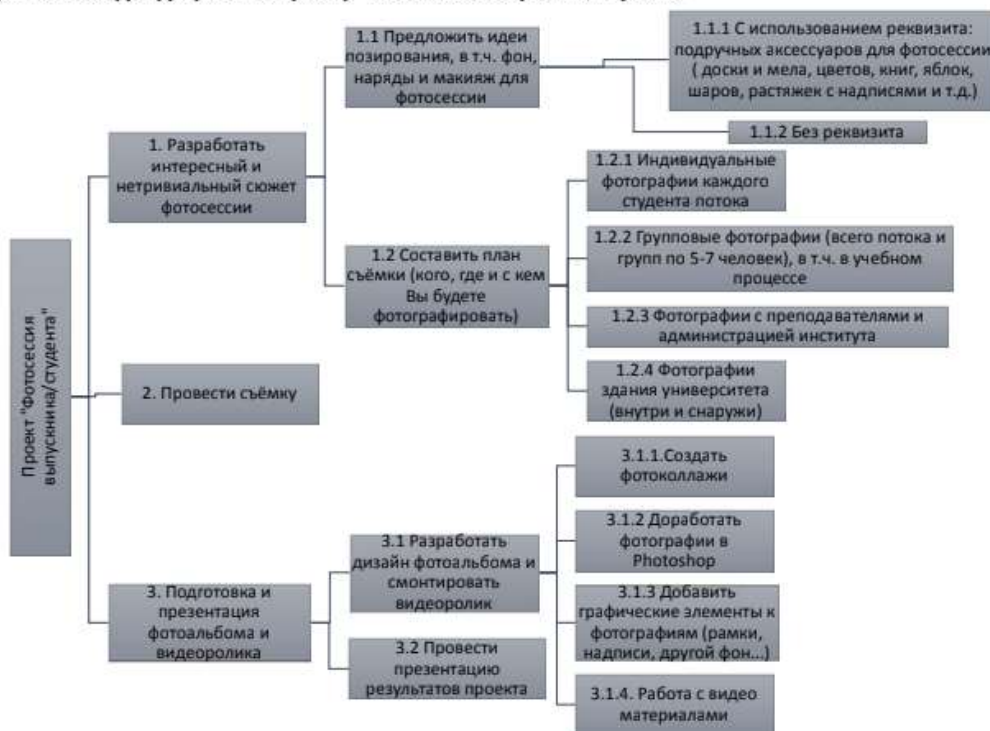 Проект "Фотосессия
выпускника/студента"
1. Разработать
интересный и
нетривиальный сюжет
фотосессии
1.1 Предложить идеи
позирования, в т.ч. фон,
наряды и макияж для
фотосессии
1.1.1 С использованием реквизита:
подручных аксессуаров для фотосессии
( доски и мела, цветов, книг, яблок,
шаров, растяжек с надписями и т.д.)
1.1.2 Без реквизита
1.2 Составить план
съёмки (кого, где и с кем
Вы будете
фотографировать)
1.2.1 Индивидуальные
фотографии каждого
студента потока
1.2.2 Групповые фотографии (всего потока и
групп по 5-7 человек), в т.ч. в учебном
процессе
1.2.3 Фотографии с преподавателями и
администрацией института
1.2.4 Фотографии
здания университета
(внутри и снаружи)
2. Провести съёмку
3. Подготовка и
презентация
фотоальбома и
видеоролика
3.1 Разработать
дизайн фотоальбома и
смонтировать
видеоролик
3.1.1.Создать
фотоколлажи
3.1.2 Доработать
фотографии в
Photoshop
3.1.3 Добавить
графические элементы к
фотографиям (рамки,
надписи, другой фон...)
3.1.4. Работа с видео
материалами
3.2 Провести
презентацию
результатов проекта